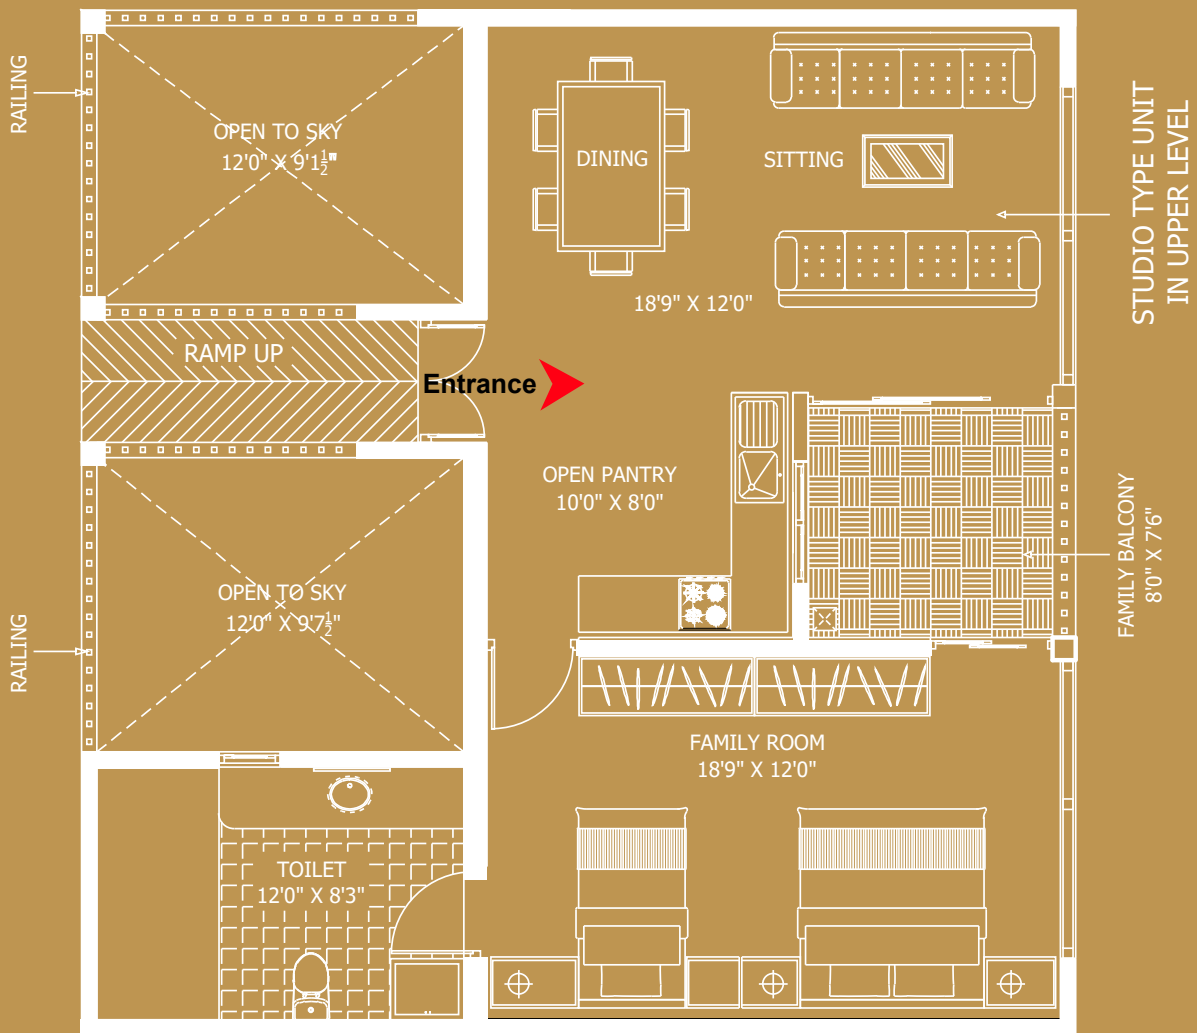 RAILING
OPEN TO SKY
12'0" X 9'1½"
DINING
SITTING
STUDIO TYPE UNIT
IN UPPER LEVEL
18'9" X 12'0"
RAMP UP
Entrance
OPEN PANTRY
10'0" X 8'0"
FAMILY BALCONY
8'0" X 7'6"
RAILING
OPEN TO SKY
12'0" X 9'7½"
FAMILY ROOM
18'9" X 12'0"
TOILET
12'0" X 8'3"